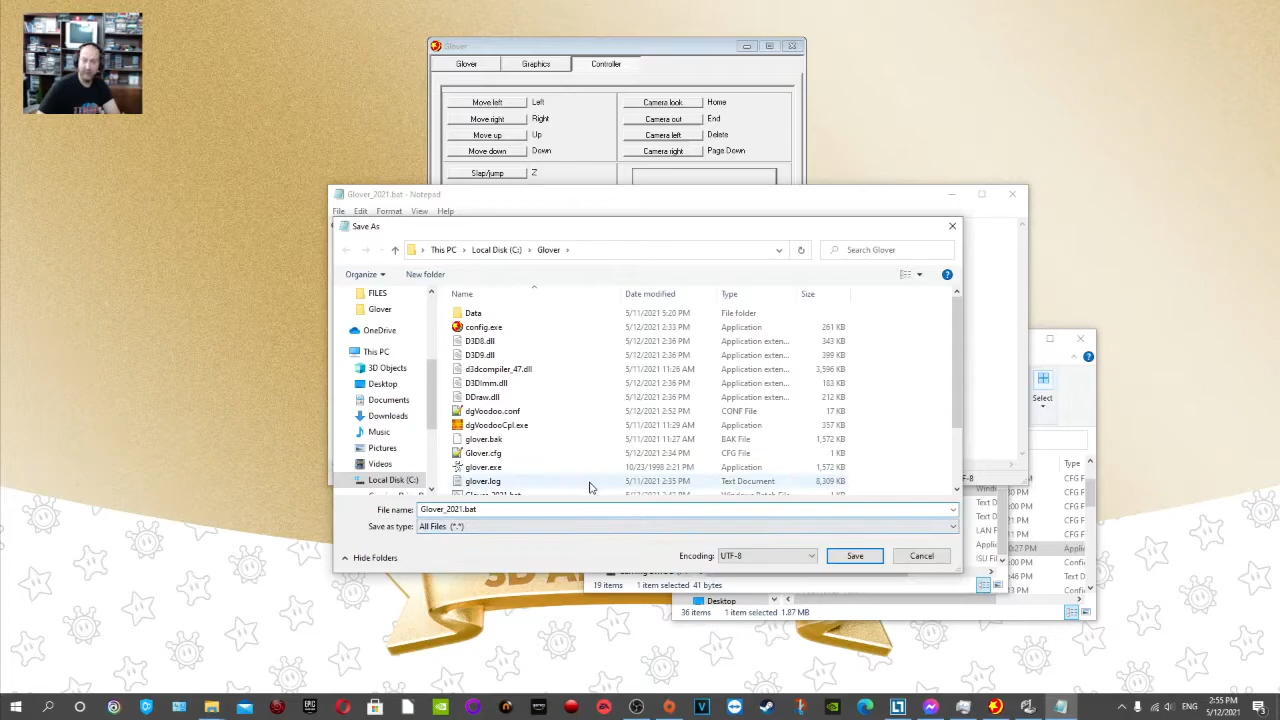 Glover
Glover Graphics Controller
Move left Left Camera look Home
Move right Right Camera out End
Move up Up Camera left Delete
Move down Down Camera right Page Down
Slap/jump Z
Glover_2021.bat - Notepad
File Edit Format View Help
Save As
This PC Local Disk (C:) Glover
Search Glover
Organize New folder
Name Date modified Type Size
FILES
Glover
OneDrive
This PC
3D Objects
Desktop
Documents
Downloads
Music
Pictures
Videos
Local Disk (C:)
Data 5/11/2021 5:20 PM File folder
config.exe 5/12/2021 2:33 PM Application 261 KB
D3D8.dll 5/12/2021 2:36 PM Application exten... 343 KB
D3D9.dll 5/12/2021 2:36 PM Application exten... 399 KB
d3dcompiler_47.dll 5/11/2021 11:26 AM Application exten... 3,596 KB
D3DImm.dll 5/12/2021 2:36 PM Application exten... 183 KB
DDraw.dll 5/12/2021 2:36 PM Application exten... 212 KB
dgVoodoo.conf 5/12/2021 2:52 PM CONF File 17 KB
dgVoodooCpl.exe 5/11/2021 11:29 AM Application 357 KB
glover.bak 5/11/2021 11:27 AM BAK File 1,572 KB
Glover.cfg 5/12/2021 2:34 PM CFG File 1 KB
glover.exe 10/23/1998 2:21 PM Application 1,572 KB
glover.log 5/11/2021 2:35 PM Text Document 8,309 KB
File name: Glover_2021.bat
Save as type: All Files (*.*)
Hide Folders Encoding: UTF-8 Save Cancel
Select
Type
CFG F
CFG F
F-8
Windi
Text D
LAN F
Applic
ISU Fi
19 items 1 item selected 41 bytes
Desktop
36 items 1 item selected 1.87 MB
ENG 2:55 PM
5/12/2021